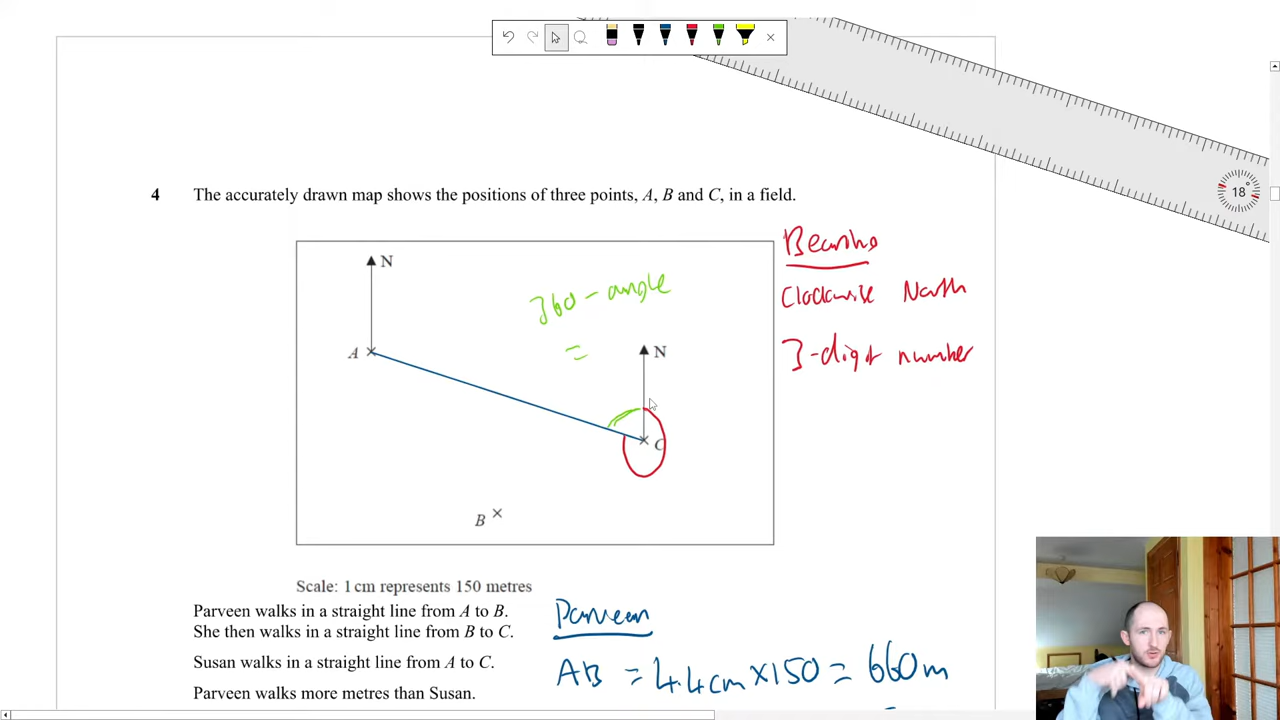 18°
4 The accurately drawn map shows the positions of three points, A, B and C, in a field.
Bearing
Clockwise North
3-digit number
N
A
360 - angle
=
N
C
B
Scale: 1 cm represents 150 metres
Parveen walks in a straight line from A to B.
She then walks in a straight line from B to C.
Susan walks in a straight line from A to C.
Parveen walks more metres than Susan.
Parveen
AB = 4.4cm x150 = 660m